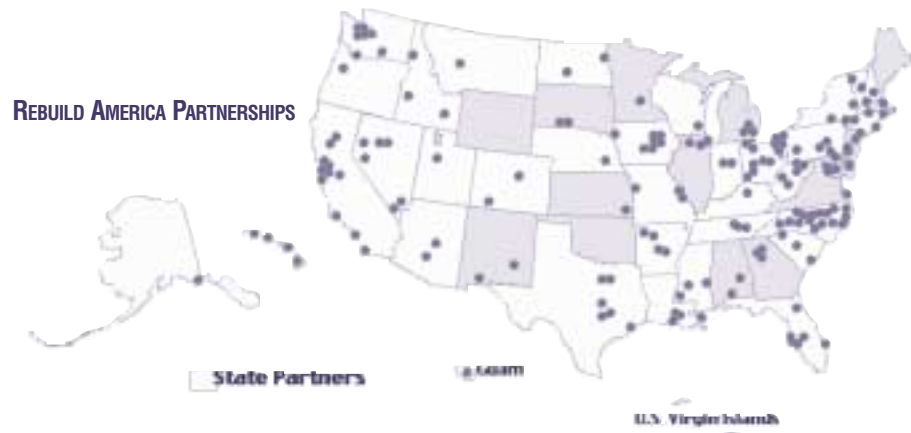 REBUILD AMERICA PARTNERSHIPS
State Partners
Guam
U.S. Virgin Islands